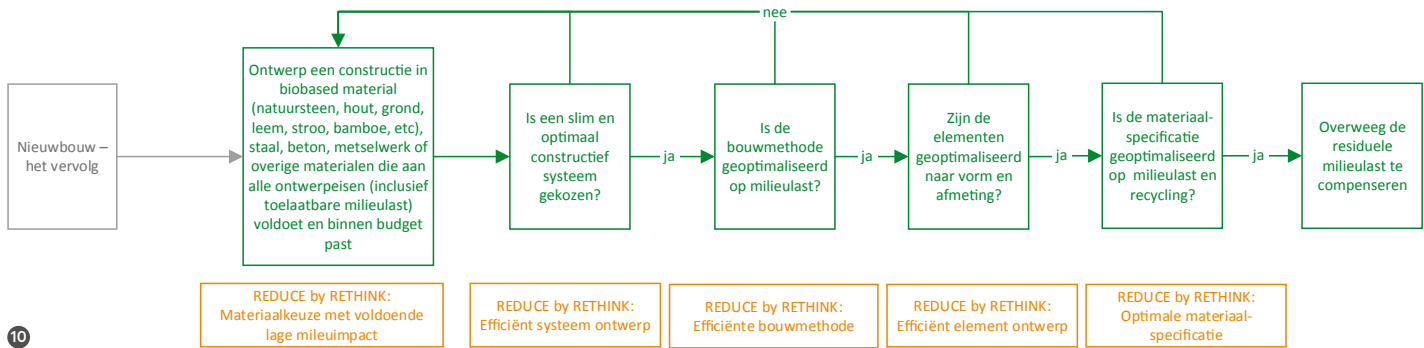 nee
Nieuwbouw –
het vervolg
Ontwerp een constructie in
biobased material
(natuursteen, hout, grond,
leem, stroo, bamboe, etc),
staal, beton, metselwerk of
overige materialen die aan
alle ontwerpeisen (inclusief
toelaatbare milieulast)
voldoet en binnen budget
past
Is een slim en
optimaal
constructief
systeem
gekozen?
ja
Is de
bouwmethode
geoptimaliseerd
op milieulast?
ja
Zijn de
elementen
geoptimaliseerd
naar vorm en
afmeting?
ja
Is de materiaal-
specificatie
geoptimaliseerd
op milieulast en
recycling?
ja
Overweeg de
residuele
milieulast te
compenseren
REDUCE by RETHINK:
Materiaalkeuze met voldoende
lage mileuimpact
REDUCE by RETHINK:
Efficiënt systeem ontwerp
REDUCE by RETHINK:
Efficiënte bouwmethode
REDUCE by RETHINK:
Efficiënt element ontwerp
REDUCE by RETHINK:
Optimale materiaal-
specificatie
10